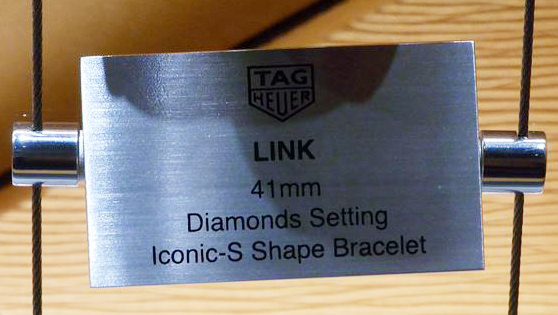 TAG
HEUER
LINK
41mm
Diamonds Setting
Iconic-S Shape Bracelet